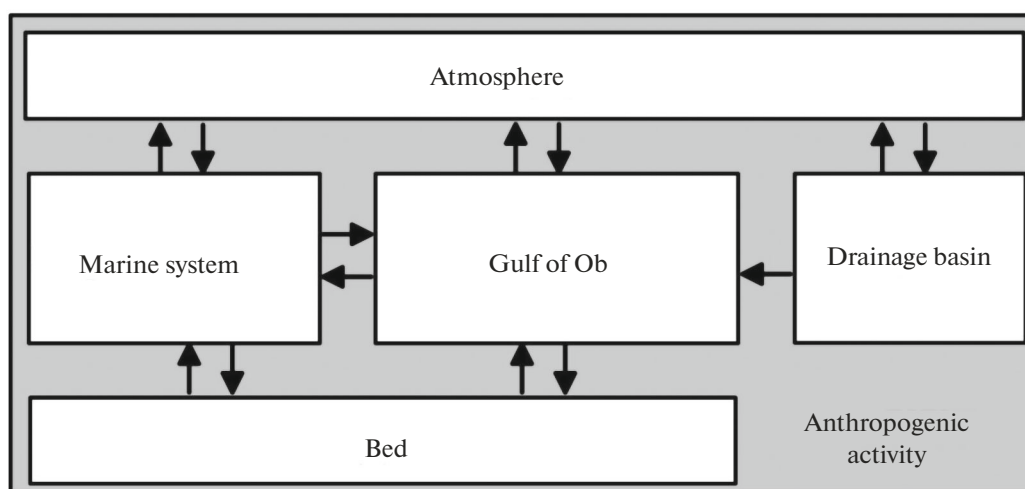 Atmosphere
Marine system
Gulf of Ob
Drainage basin
Bed
Anthropogenic
activity